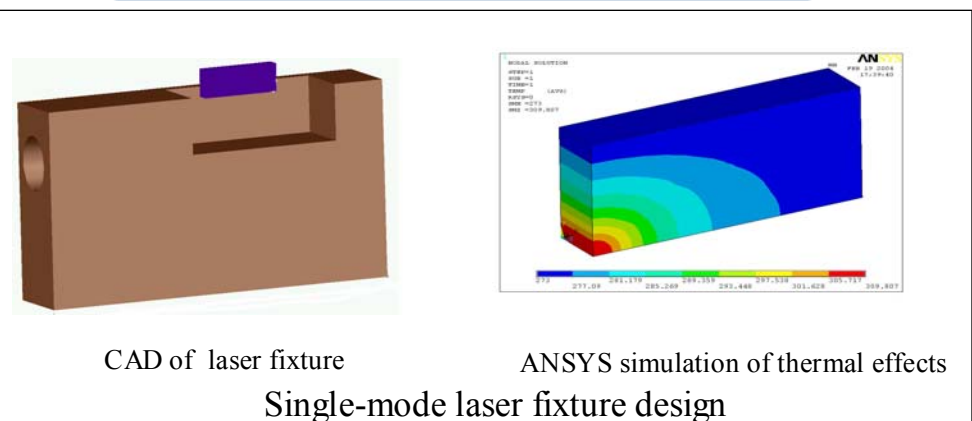 NODAL SOLUTION
STEP=1
SUB =1
TIME=1
TEMP (AVG)
RSYS=0
SMN =273
SMX =309.807
ANSYS
FEB 19 2004
17:39:40
MN
273 281.179 289.359 297.538 305.717
277.09 285.269 293.448 301.628 309.807
CAD of laser fixture
ANSYS simulation of thermal effects
Single-mode laser fixture design